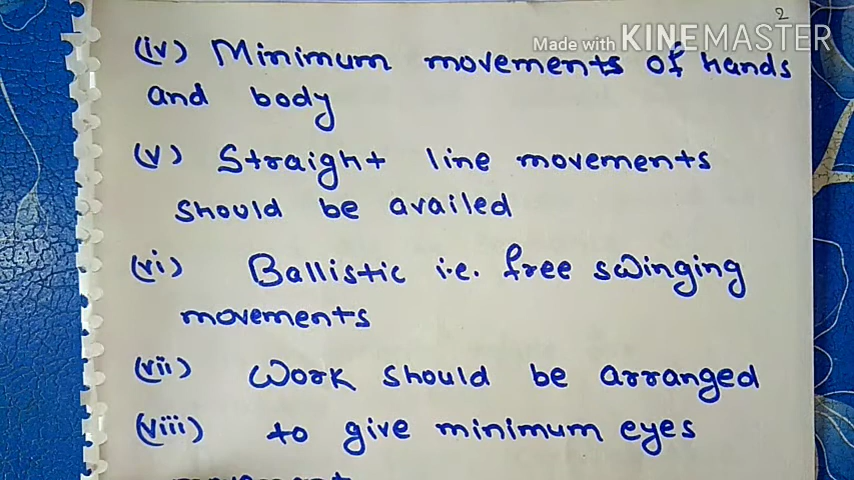 2
Made with KINEMASTER
(iv) Minimum movements of hands
and body
(v) Straight line movements
should be availed
(vi) Ballistic i.e. free swinging
movements
(vii) Work should be arranged
(viii) to give minimum eyes